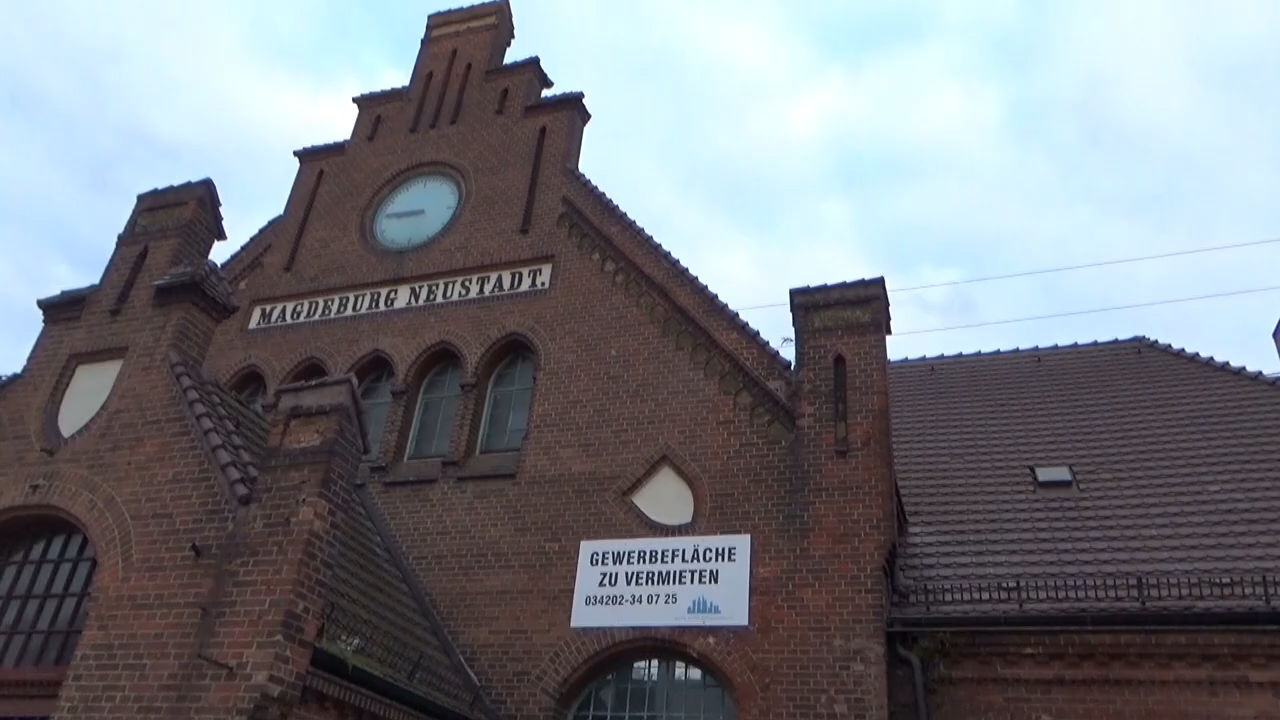 MAGDEBURG NEUSTADT.
GEWERBEFLÄCHE
ZU VERMIETEN
034202-34 07 25